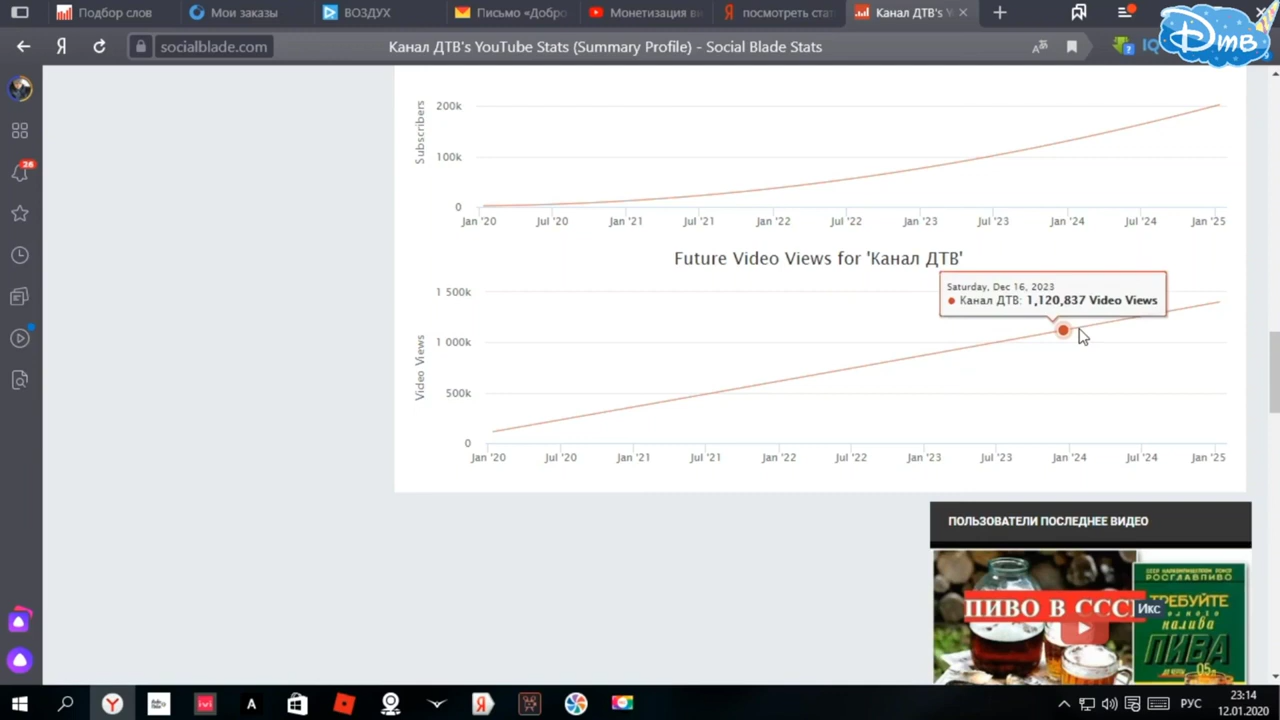 Подбор слов
Мои заказы
ВОЗДУХ
Письмо «Добро
Монетизация ви
посмотреть стат
Канал ДТВ's Y
Я
socialblade.com
Канал ДТВ's YouTube Stats (Summary Profile) - Social Blade Stats
IQ
ДТВ
26
Subscribers
200k
100k
0
Jan '20
Jul '20
Jan '21
Jul '21
Jan '22
Jul '22
Jan '23
Jul '23
Jan '24
Jul '24
Jan '25
Future Video Views for 'Канал ДТВ'
Saturday, Dec 16, 2023
Канал ДТВ: 1,120,837 Video Views
Video Views
1 500k
1 000k
500k
0
Jan '20
Jul '20
Jan '21
Jul '21
Jan '22
Jul '22
Jan '23
Jul '23
Jan '24
Jul '24
Jan '25
ПОЛЬЗОВАТЕЛИ ПОСЛЕДНЕЕ ВИДЕО
РОСГЛАВПИВО
ПИВО В СССР
Икс
ТРЕБУЙТЕ
налива
ПИВА
РУС
23:14
12.01.2020